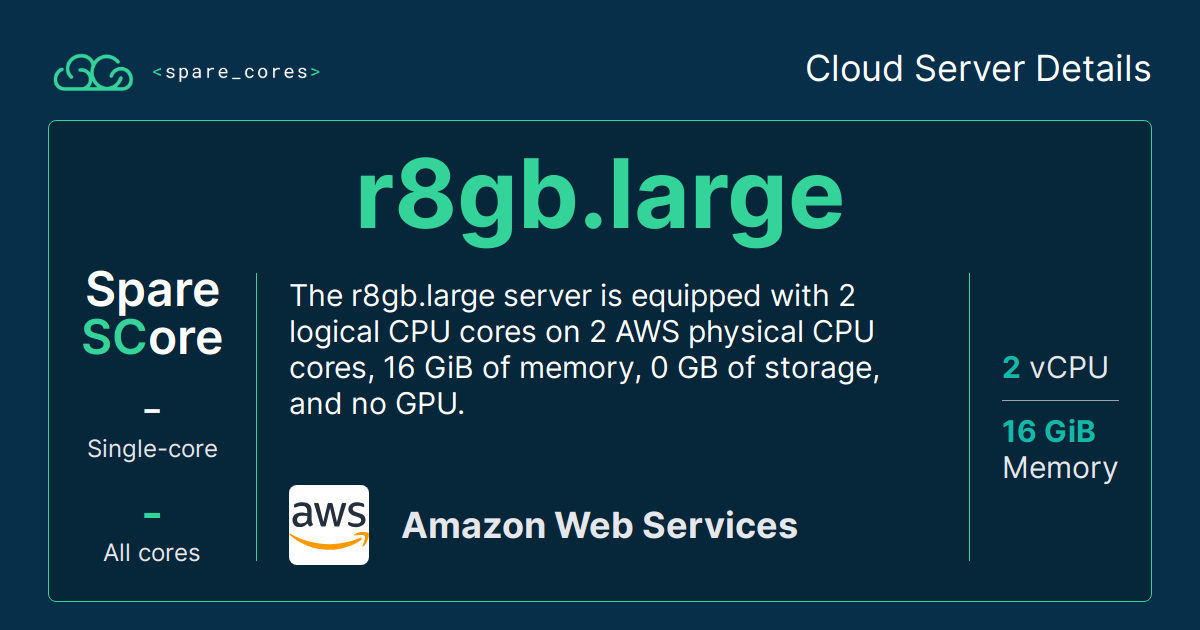 <spare_cores>
Cloud Server Details
r8gb.large
Spare
SCore
-
Single-core
-
All cores
The r8gb.large server is equipped with 2
logical CPU cores on 2 AWS physical CPU
cores, 16 GiB of memory, 0 GB of storage,
and no GPU.
aws
Amazon Web Services
2 vCPU
16 GiB
Memory